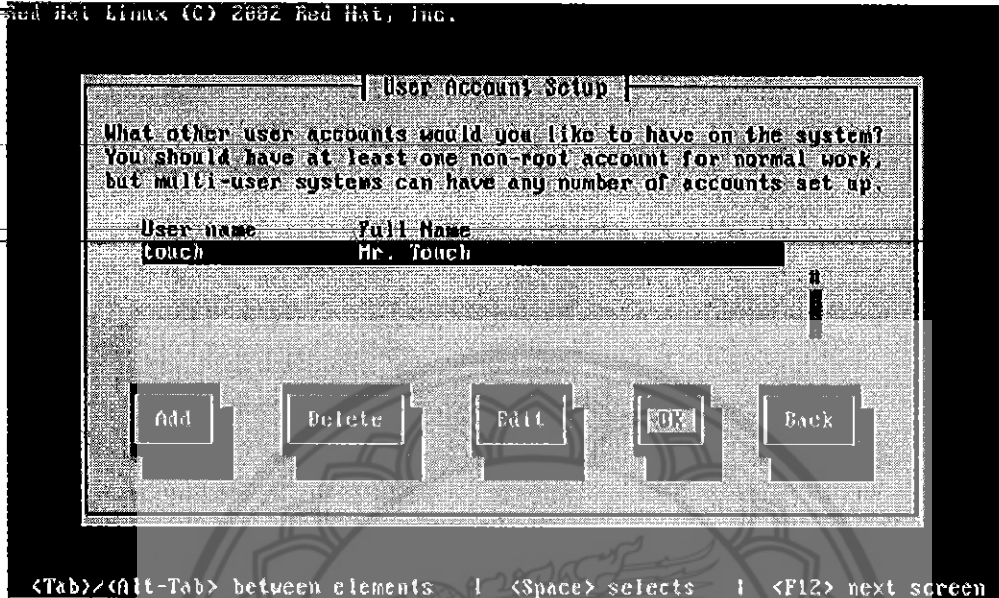 Red Hat Linux (C) 2002 Red Hat, Inc.
User Account Setup
What other user accounts would you like to have on the system?
You should have at least one non-root account for normal work,
but multi-user systems can have any number of accounts set up.
User name Full Name
touch Mr. Touch
#
Add Delete Edit OK Back
<Tab>/<Alt-Tab> between elements | <Space> selects | <F12> next screen